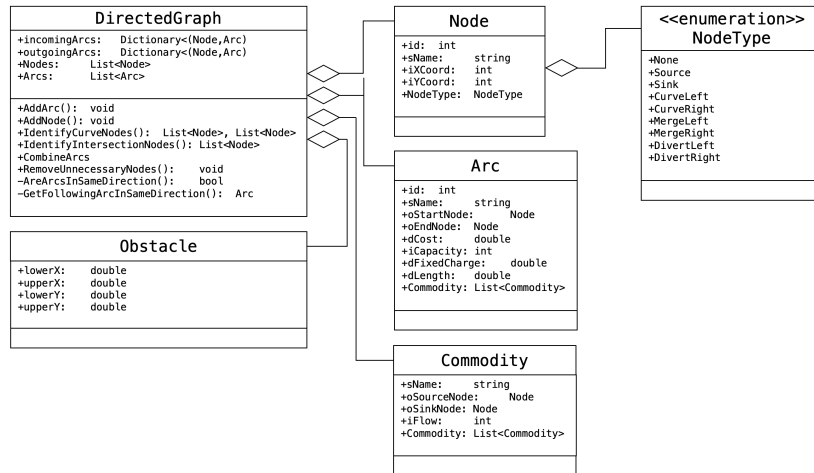 DirectedGraph
+incomingArcs: Dictionary<(Node,Arc)
+outgoingArcs: Dictionary<(Node,Arc)
+Nodes: List<Node>
+Arcs: List<Arc>
+AddArc(): void
+AddNode(): void
+IdentifyCurveNodes(): List<Node>, List<Node>
+IdentifyIntersectionNodes(): List<Node>
+CombineArcs
+RemoveUnnecessaryNodes(): void
−AreArcsInSameDirection(): bool
−GetFollowingArcInSameDirection(): Arc
Obstacle
+lowerX: double
+upperX: double
+lowerY: double
+upperY: double
Node
+id: int
+sName: string
+iXCoord: int
+iYCoord: int
+NodeType: NodeType
Arc
+id: int
+sName: string
+oStartNode: Node
+oEndNode: Node
+dCost: double
+iCapacity: int
+dFixedCharge: double
+dLength: double
+Commodity: List<Commodity>
Commodity
+sName: string
+oSourceNode: Node
+oSinkNode: Node
+iFlow: int
+Commodity: List<Commodity>
<<enumeration>>
NodeType
+None
+Source
+Sink
+CurveLeft
+CurveRight
+MergeLeft
+MergeRight
+DivertLeft
+DivertRight